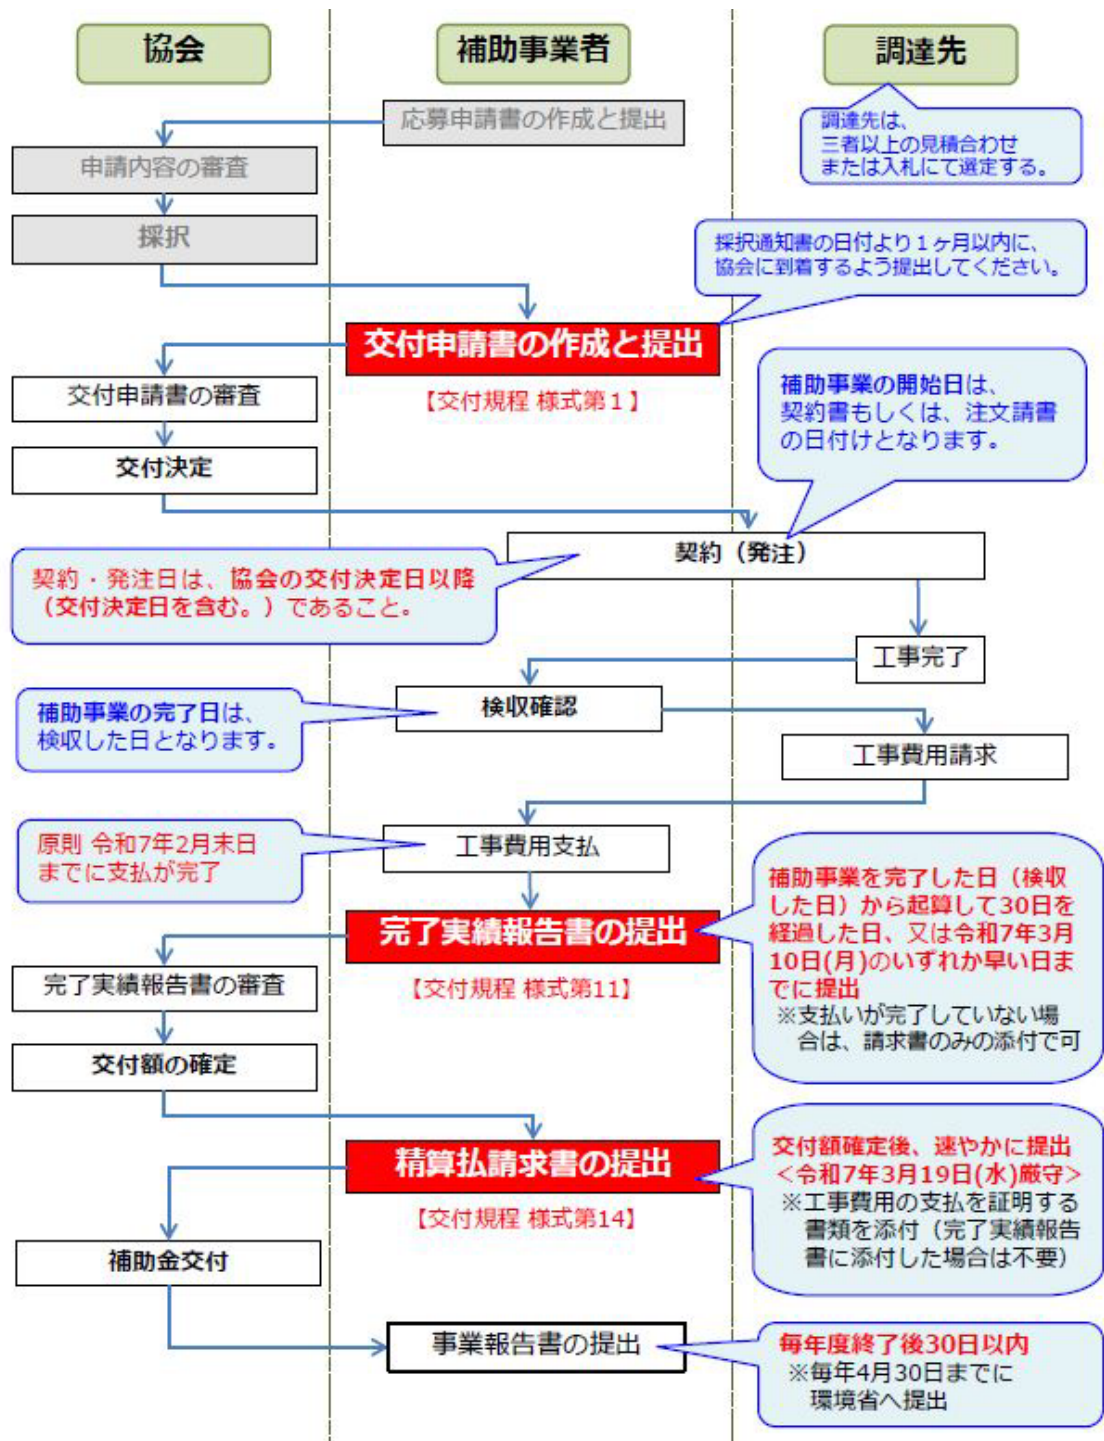 協会
補助事業者
調達先
応募申請書の作成と提出
調達先は、
三者以上の見積合わせ
または入札にて選定する。
申請内容の審査
採択
採択通知書の日付より１ヶ月以内に、
協会に到着するよう提出してください。
交付申請書の作成と提出
【交付規程 様式第１】
交付申請書の審査
補助事業の開始日は、
契約書もしくは、注文請書
の日付けとなります。
交付決定
契約（発注）
契約・発注日は、協会の交付決定日以降
（交付決定日を含む。）であること。
工事完了
検収確認
補助事業の完了日は、
検収した日となります。
工事費用請求
原則 令和7年2月末日
までに支払が完了
工事費用支払
補助事業を完了した日（検収
した日）から起算して30日を
経過した日、又は令和7年3月
10日(月)のいずれか早い日ま
でに提出
※支払いが完了していない場
合は、請求書のみの添付で可
完了実績報告書の提出
【交付規程 様式第11】
完了実績報告書の審査
交付額の確定
精算払請求書の提出
【交付規程 様式第14】
交付額確定後、速やかに提出
＜令和7年3月19日(水)厳守＞
※工事費用の支払を証明する
書類を添付（完了実績報告
書に添付した場合は不要）
補助金交付
事業報告書の提出
毎年度終了後30日以内
※毎年4月30日までに
環境省へ提出